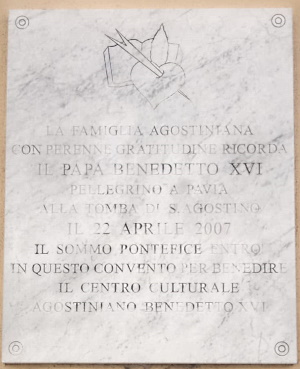 LA FAMIGLIA AGOSTINIANA
CON PERENNE GRATITUDINE RICORDA
IL PAPA BENEDETTO XVI
PELLEGRINO A PAVIA
ALLA TOMBA DI S. AGOSTINO
IL 22 APRILE 2007
IL SOMMO PONTEFICE ENTRO'
IN QUESTO CONVENTO PER BENEDIRE
IL CENTRO CULTURALE
AGOSTINIANO BENEDETTO XVI